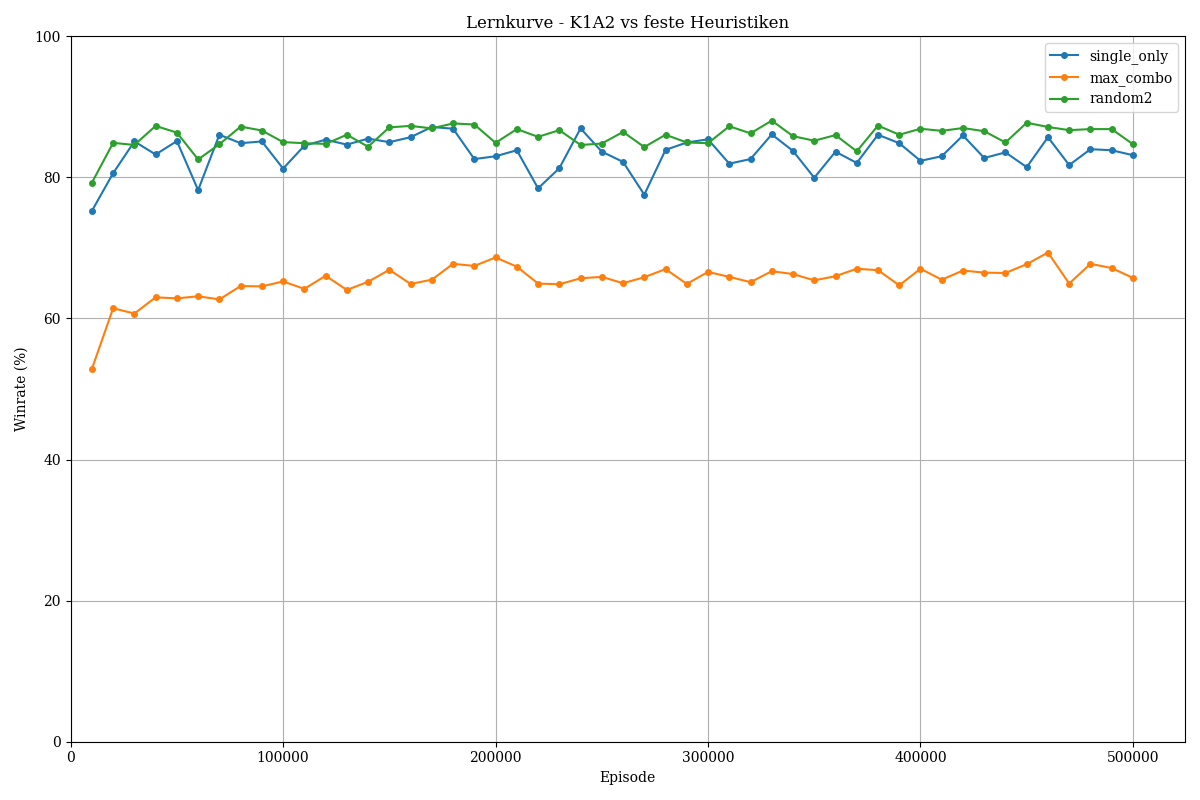 Lernkurve - K1A2 vs feste Heuristiken
single_only
max_combo
random2
Winrate (%)
100
80
60
40
20
0
0 100000 200000 300000 400000 500000
Episode